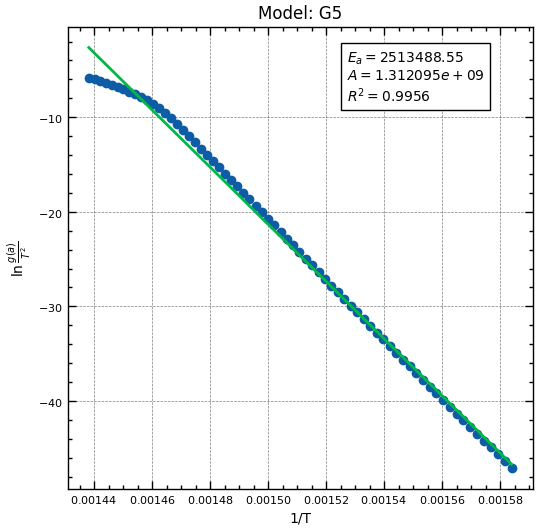 Model: G5
E_a = 2513488.55
A = 1.312095e + 09
R^2 = 0.9956
−10
−20
−30
−40
ln g(a)/T^2
0.00144 0.00146 0.00148 0.00150 0.00152 0.00154 0.00156 0.00158
1/T